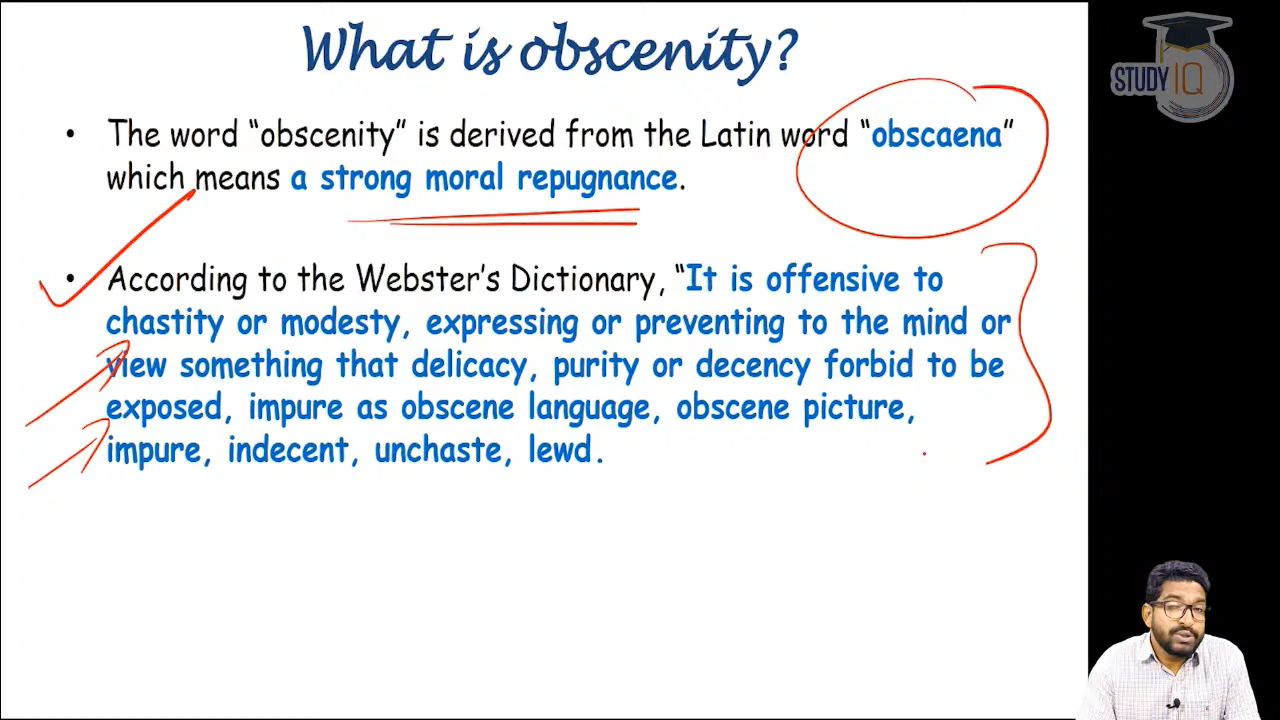 What is obscenity?
STUDY IQ
• The word “obscenity” is derived from the Latin word “obscaena”
which means a strong moral repugnance.
• According to the Webster’s Dictionary, “It is offensive to
chastity or modesty, expressing or preventing to the mind or
view something that delicacy, purity or decency forbid to be
exposed, impure as obscene language, obscene picture,
impure, indecent, unchaste, lewd.